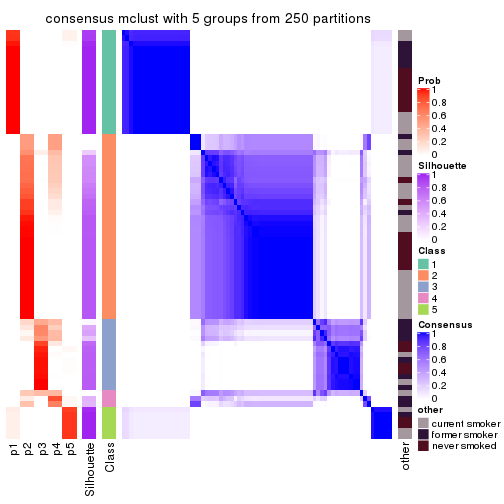 consensus mclust with 5 groups from 250 partitions
Prob
1
0.8
0.6
0.4
0.2
0
Silhouette
1
0.8
0.6
0.4
0.2
0
Class
1
2
3
4
5
Consensus
1
0.8
0.6
0.4
0.2
0
other
current smoker
former smoker
never smoked
p1
p2
p3
p4
p5
Silhouette
Class
other